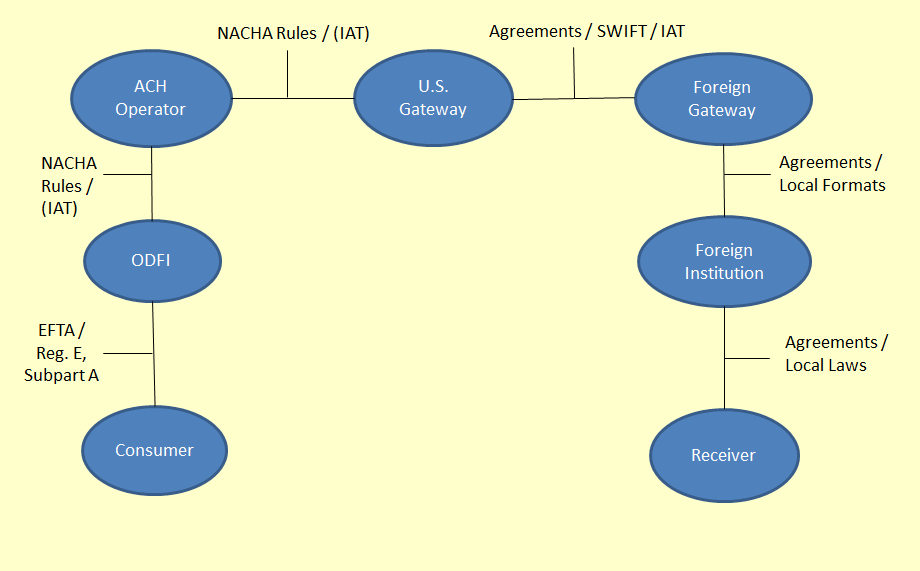 NACHA Rules / (IAT)
Agreements / SWIFT / IAT
ACH
Operator
U.S.
Gateway
Foreign
Gateway
NACHA
Rules /
(IAT)
Agreements /
Local Formats
ODFI
Foreign
Institution
EFTA /
Reg. E,
Subpart A
Agreements /
Local Laws
Consumer
Receiver